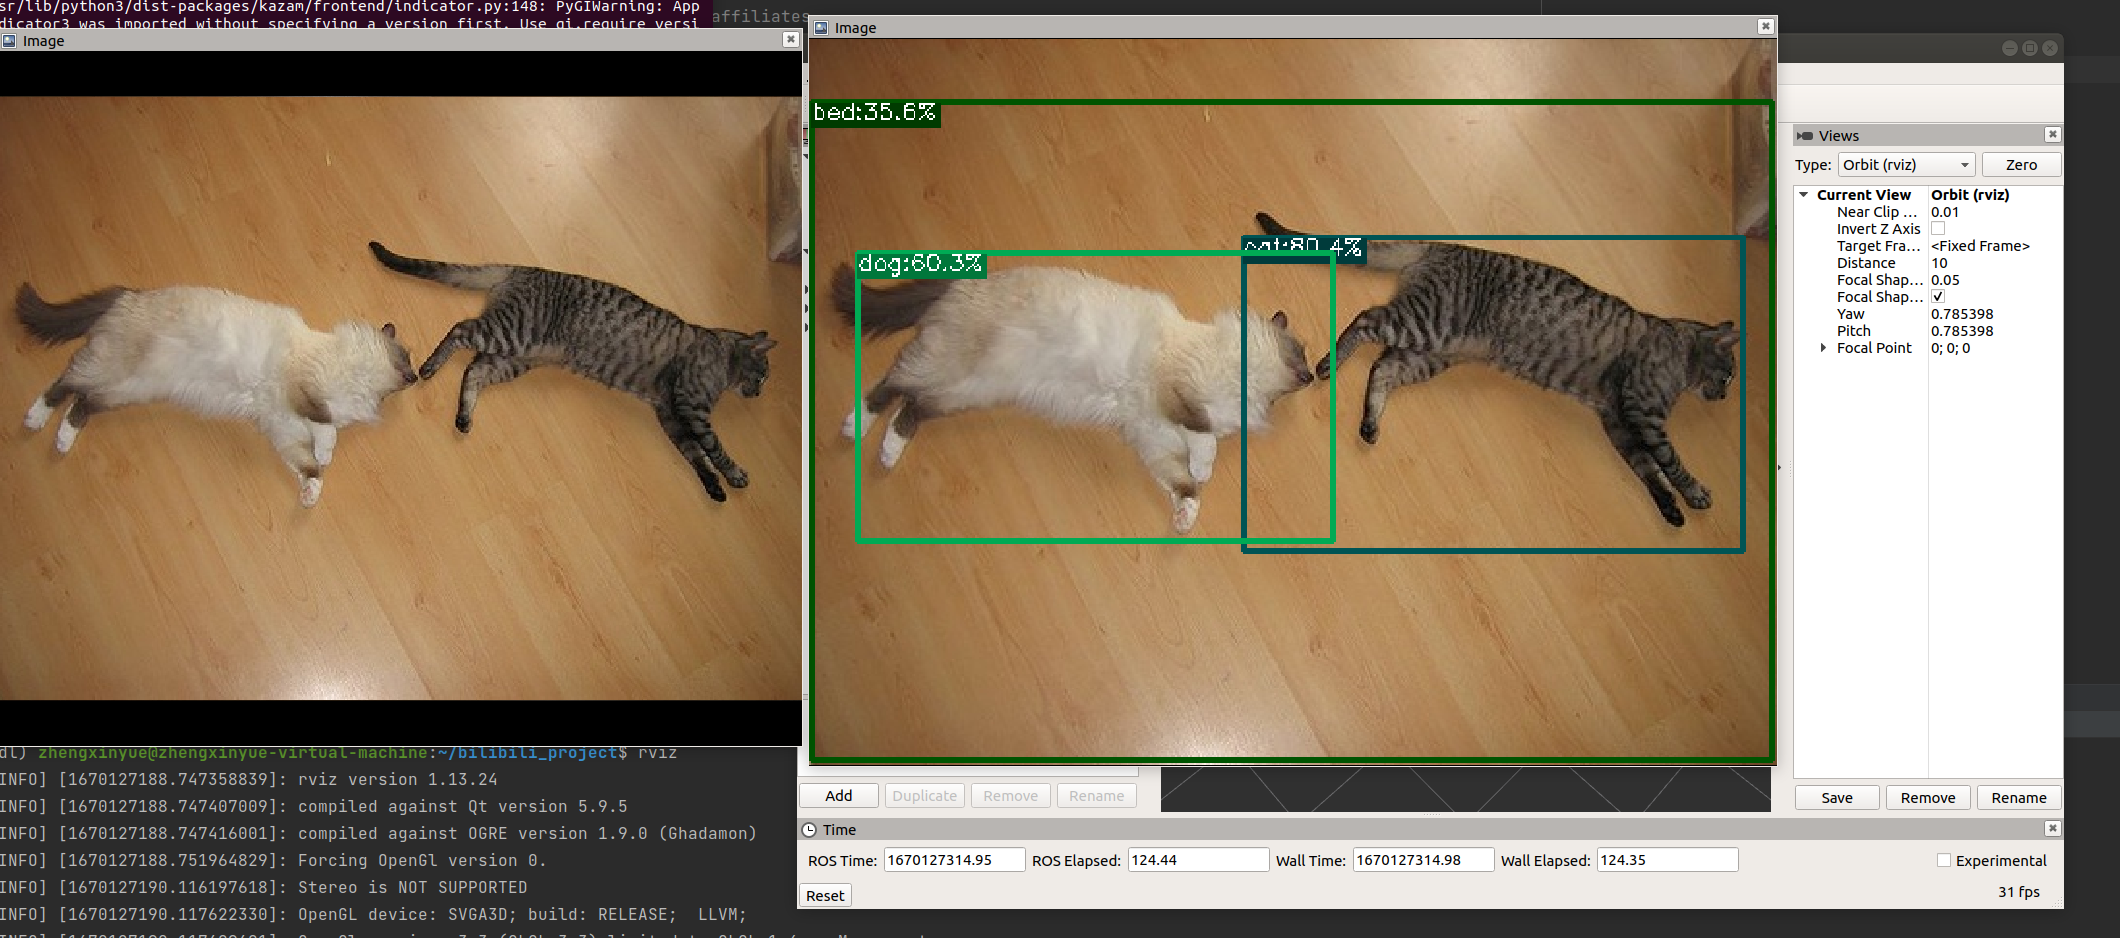 sr/lib/python3/dist-packages/kazam/frontend/indicator.py:148: PyGIWarning: App
dicator3 was imported without specifying a version first. Use gi.require_versi
affiliates
Image
Image
bed:35.6%
cat:80.4%
dog:60.3%
Views
Type: Orbit (rviz) Zero
Current View Orbit (rviz)
Near Clip ... 0.01
Invert Z Axis
Target Fra... <Fixed Frame>
Distance 10
Focal Shap... 0.05
Focal Shap... ✓
Yaw 0.785398
Pitch 0.785398
Focal Point 0; 0; 0
Save Remove Rename
dl) zhengxinyue@zhengxinyue-virtual-machine:~/bilibili_project$ rviz
INFO] [1670127188.747358839]: rviz version 1.13.24
INFO] [1670127188.747407009]: compiled against Qt version 5.9.5
INFO] [1670127188.747416001]: compiled against OGRE version 1.9.0 (Ghadamon)
INFO] [1670127188.751964829]: Forcing OpenGl version 0.
INFO] [1670127190.116197618]: Stereo is NOT SUPPORTED
INFO] [1670127190.117622330]: OpenGL device: SVGA3D; build: RELEASE;  LLVM;
Add Duplicate Remove Rename
Time
ROS Time: 1670127314.95 ROS Elapsed: 124.44 Wall Time: 1670127314.98 Wall Elapsed: 124.35 Experimental
Reset 31 fps